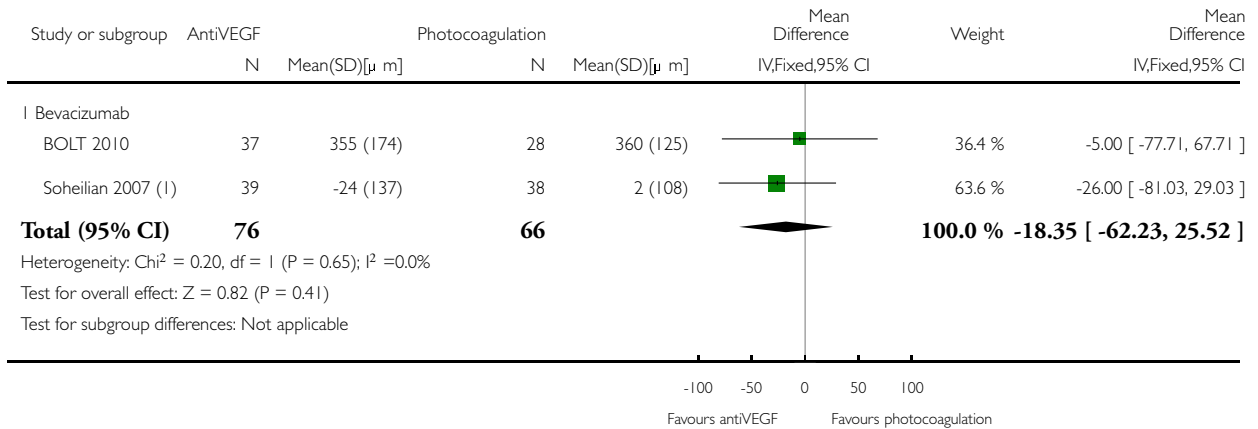 Mean Mean
Study or subgroup AntiVEGF Photocoagulation Difference Weight Difference
N Mean(SD)[μ m] N Mean(SD)[μ m] IV,Fixed,95% CI IV,Fixed,95% CI
1 Bevacizumab
BOLT 2010 37 355 (174) 28 360 (125) 36.4 % -5.00 [ -77.71, 67.71 ]
Soheilian 2007 (1) 39 -24 (137) 38 2 (108) 63.6 % -26.00 [ -81.03, 29.03 ]
Total (95% CI) 76 66 100.0 % -18.35 [ -62.23, 25.52 ]
Heterogeneity: Chi² = 0.20, df = 1 (P = 0.65); I² =0.0%
Test for overall effect: Z = 0.82 (P = 0.41)
Test for subgroup differences: Not applicable
-100 -50 0 50 100
Favours antiVEGF Favours photocoagulation